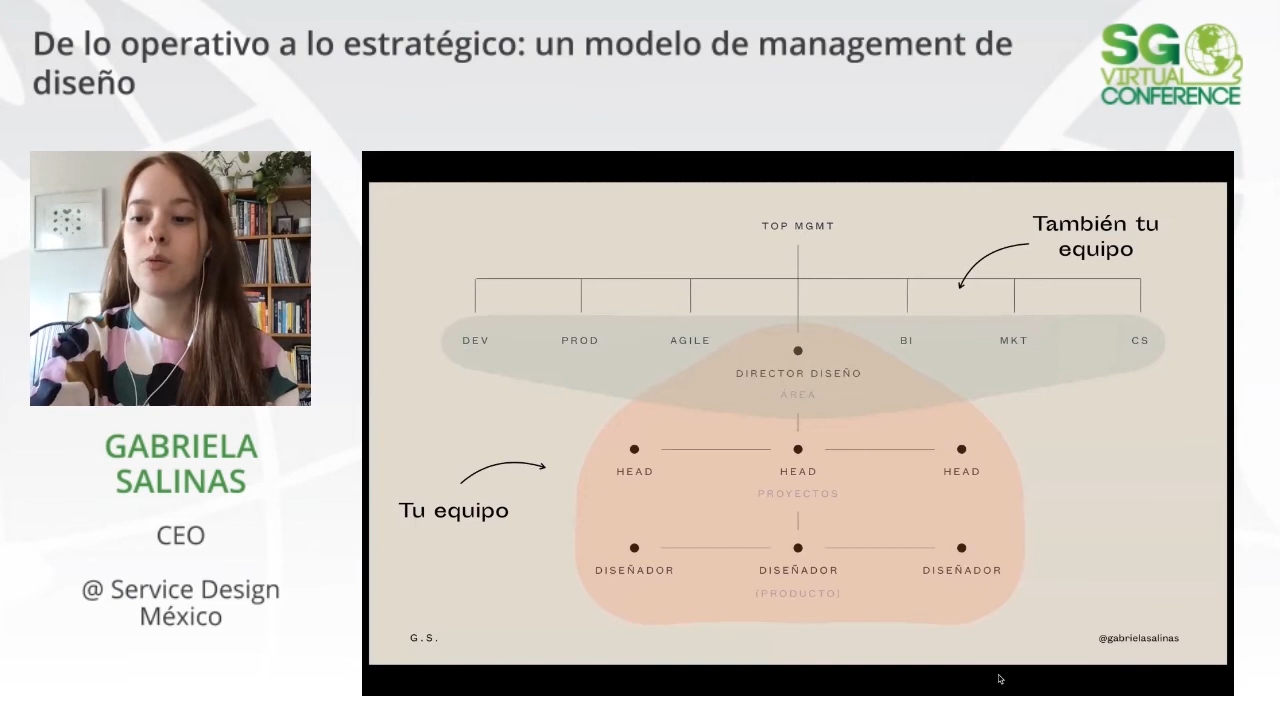 De lo operativo a lo estratégico: un modelo de management de
diseño
SG
VIRTUAL
CONFERENCE
GABRIELA
SALINAS
CEO
@ Service Design
México
TOP MGMT
También tu
equipo
DEV PROD AGILE BI MKT CS
DIRECTOR DISEÑO
ÁREA
HEAD HEAD HEAD
PROYECTOS
Tu equipo
DISEÑADOR DISEÑADOR DISEÑADOR
(PRODUCTO)
G.S.
@gabrielasalinas